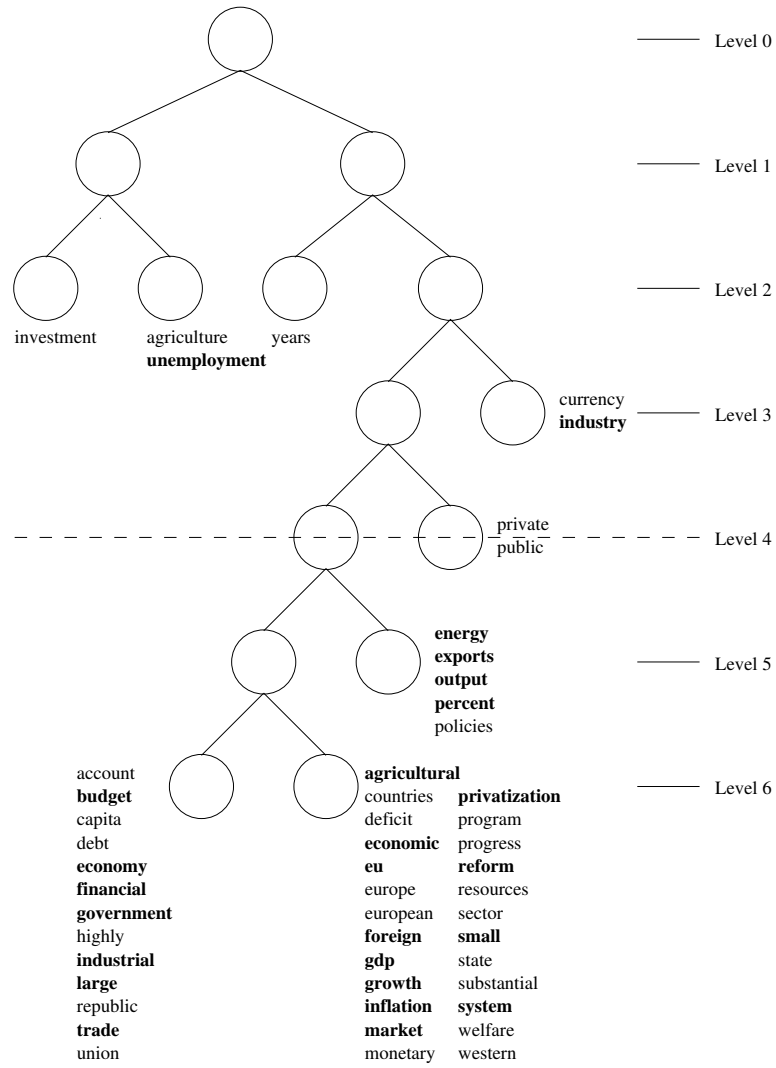 Level 0
Level 1
Level 2
investment
agriculture
unemployment
years
currency
industry
Level 3
private
public
Level 4
energy
exports
output
percent
policies
Level 5
Level 6
account
budget
capita
debt
economy
financial
government
highly
industrial
large
republic
trade
union
agricultural
countries
deficit
economic
eu
europe
european
foreign
gdp
growth
inflation
market
monetary
privatization
program
progress
reform
resources
sector
small
state
substantial
system
welfare
western